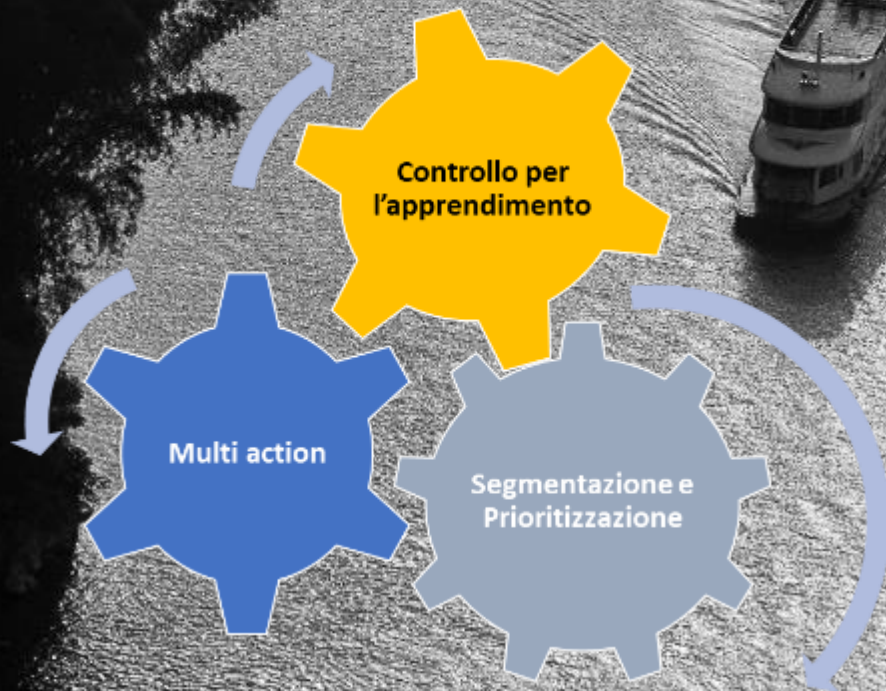 Controllo per
l'apprendimento
Multi action
Segmentazione e
Prioritizzazione